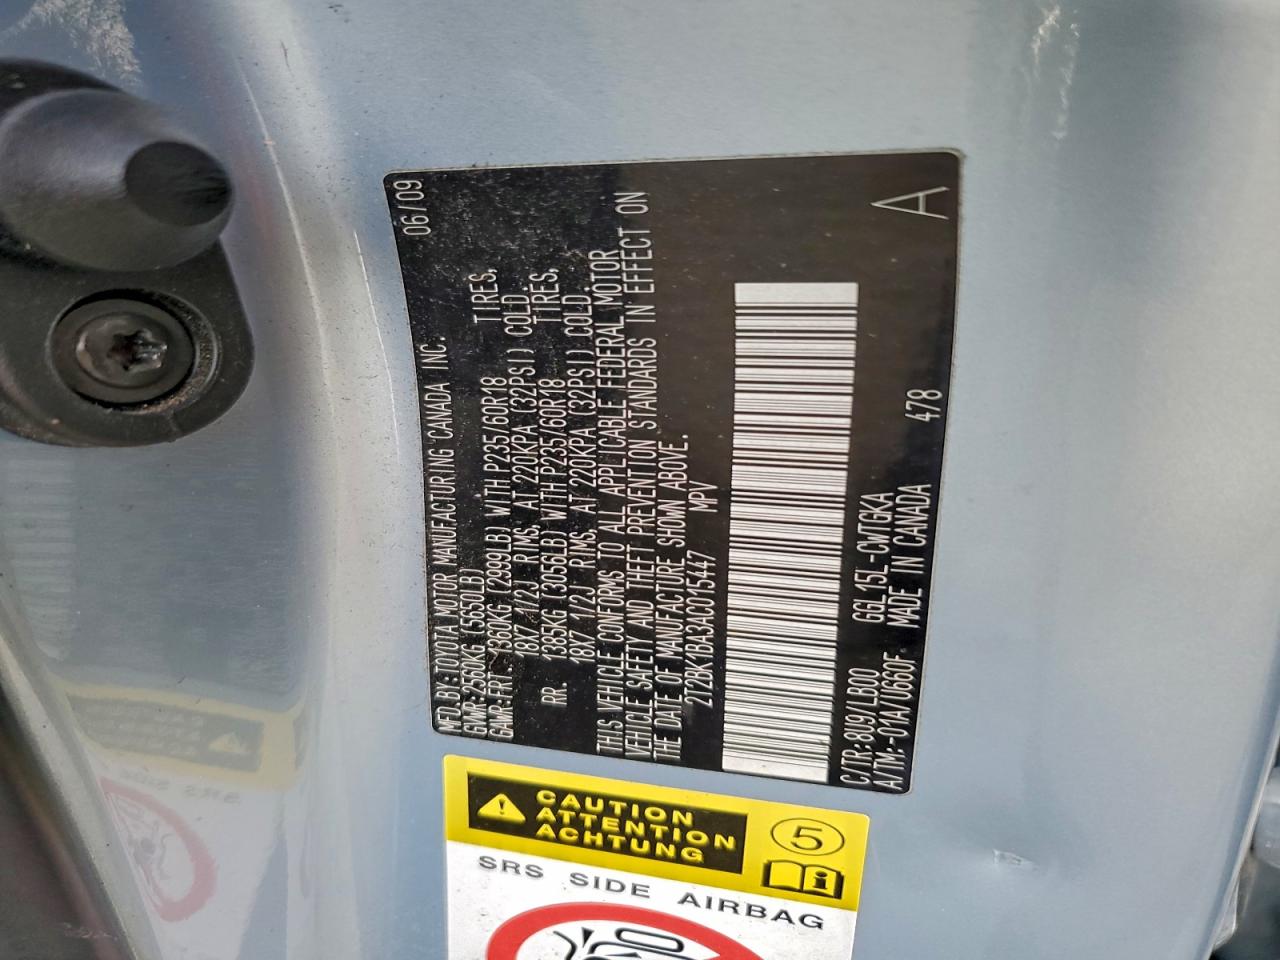 MFD.BY:TOYOTA MOTOR MANUFACTURING CANADA INC. 06/09
GVWR:2560KG (5650LB)
GAWR:FRT. 1360KG (2999LB) WITH P235/60R18 TIRES,
18X7 1/2J RIMS, AT 220KPA (32PSI) COLD.
RR. 1385KG (3056LB) WITH P235/60R18 TIRES,
18X7 1/2J RIMS, AT 220KPA (32PSI) COLD.
THIS VEHICLE CONFORMS TO ALL APPLICABLE FEDERAL MOTOR
VEHICLE SAFETY AND THEFT PREVENTION STANDARDS IN EFFECT ON
THE DATE OF MANUFACTURE SHOWN ABOVE.
2T2BK1BA3AC015447 MPV
A
C/TR:8U9/LB00 GGL15L-CWTGKA 478
A/TM:-01A/U660F MADE IN CANADA
CAUTION
ATTENTION
ACHTUNG
5
i
SRS SIDE AIRBAG